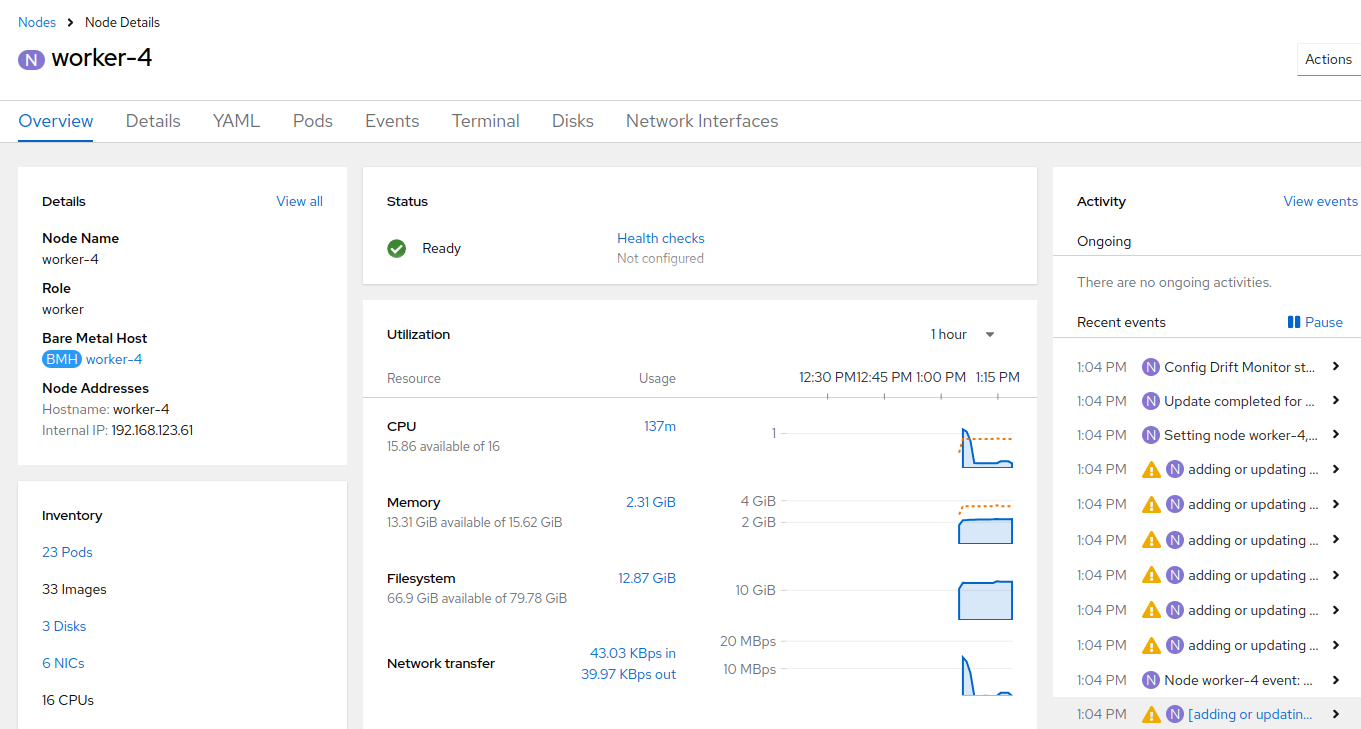 Nodes > Node Details
N worker-4
Actions
Overview Details YAML Pods Events Terminal Disks Network Interfaces
Details View all
Node Name
worker-4
Role
worker
Bare Metal Host
BMH worker-4
Node Addresses
Hostname: worker-4
Internal IP: 192.168.123.61
Inventory
23 Pods
33 Images
3 Disks
6 NICs
16 CPUs
Status
Ready
Health checks
Not configured
Utilization 1 hour
Resource Usage 12:30 PM 12:45 PM 1:00 PM 1:15 PM
CPU 137m
15.86 available of 16
1
Memory 2.31 GiB
13.31 GiB available of 15.62 GiB
4 GiB
2 GiB
Filesystem 12.87 GiB
66.9 GiB available of 79.78 GiB
10 GiB
Network transfer
43.03 KBps in
39.97 KBps out
20 MBps
10 MBps
Activity View events
Ongoing
There are no ongoing activities.
Recent events Pause
1:04 PM N Config Drift Monitor st...
1:04 PM N Update completed for ...
1:04 PM N Setting node worker-4,...
1:04 PM N adding or updating ...
1:04 PM N adding or updating ...
1:04 PM N adding or updating ...
1:04 PM N adding or updating ...
1:04 PM N adding or updating ...
1:04 PM N adding or updating ...
1:04 PM N Node worker-4 event: ...
1:04 PM N [adding or updatin...